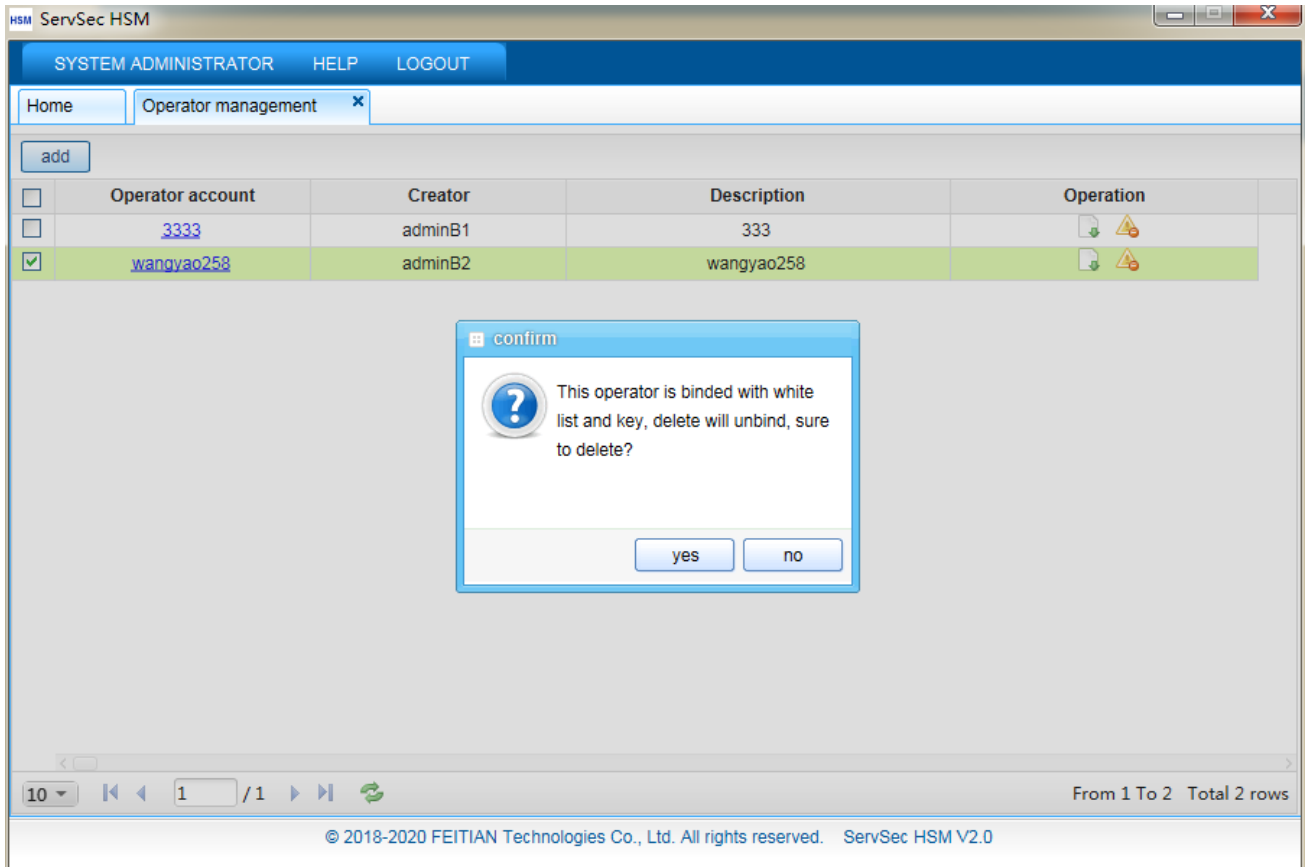 HSM ServSec HSM
SYSTEM ADMINISTRATOR HELP LOGOUT
Home Operator management
add
Operator account Creator Description Operation
3333 adminB1 333
wangyao258 adminB2 wangyao258
confirm
This operator is binded with white
list and key, delete will unbind, sure
to delete?
yes no
10 1 / 1 From 1 To 2 Total 2 rows
© 2018-2020 FEITIAN Technologies Co., Ltd. All rights reserved. ServSec HSM V2.0